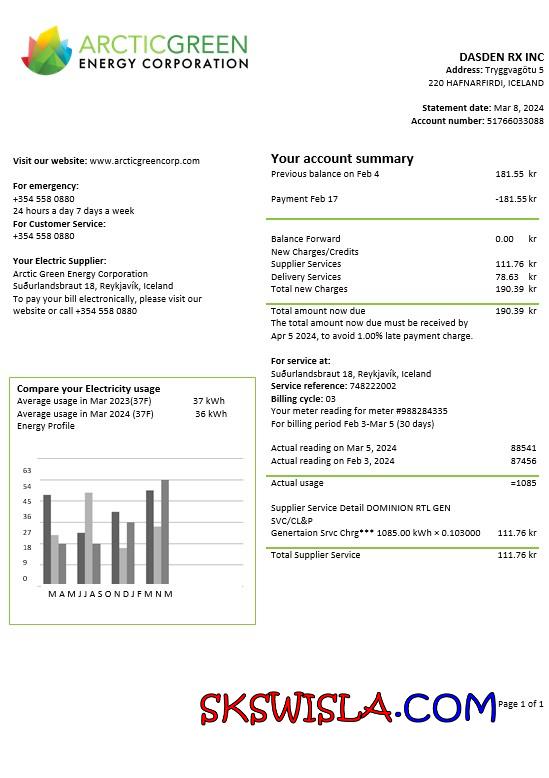 ARCTICGREEN
ENERGY CORPORATION
DASDEN RX INC
Address: Tryggvagötu 5
220 HAFNARFIRDI, ICELAND
Statement date: Mar 8, 2024
Account number: 51766033088
Visit our website: www.arcticgreencorp.com
For emergency:
+354 558 0880
24 hours a day 7 days a week
For Customer Service:
+354 558 0880
Your Electric Supplier:
Arctic Green Energy Corporation
Suðurlandsbraut 18, Reykjavík, Iceland
To pay your bill electronically, please visit our
website or call +354 558 0880
Your account summary
Previous balance on Feb 4 181.55 kr
Payment Feb 17 -181.55 kr
Balance Forward 0.00 kr
New Charges/Credits
Supplier Services 111.76 kr
Delivery Services 78.63 kr
Total new Charges 190.39 kr
Total amount now due 190.39 kr
The total amount now due must be received by
Apr 5 2024, to avoid 1.00% late payment charge.
For service at:
Suðurlandsbraut 18, Reykjavík, Iceland
Service reference: 748222002
Billing cycle: 03
Your meter reading for meter #988284335
For billing period Feb 3-Mar 5 (30 days)
Actual reading on Mar 5, 2024 88541
Actual reading on Feb 3, 2024 87456
Actual usage =1085
Supplier Service Detail DOMINION RTL GEN
SVC/CL&P
Genertaion Srvc Chrg*** 1085.00 kWh × 0.103000 111.76 kr
Total Supplier Service 111.76 kr
Compare your Electricity usage
Average usage in Mar 2023(37F) 37 kWh
Average usage in Mar 2024 (37F) 36 kWh
Energy Profile
63
54
45
36
27
18
9
0
M A M J J A S O N D J F M N M
SKSWISLA.COM
Page 1 of 1